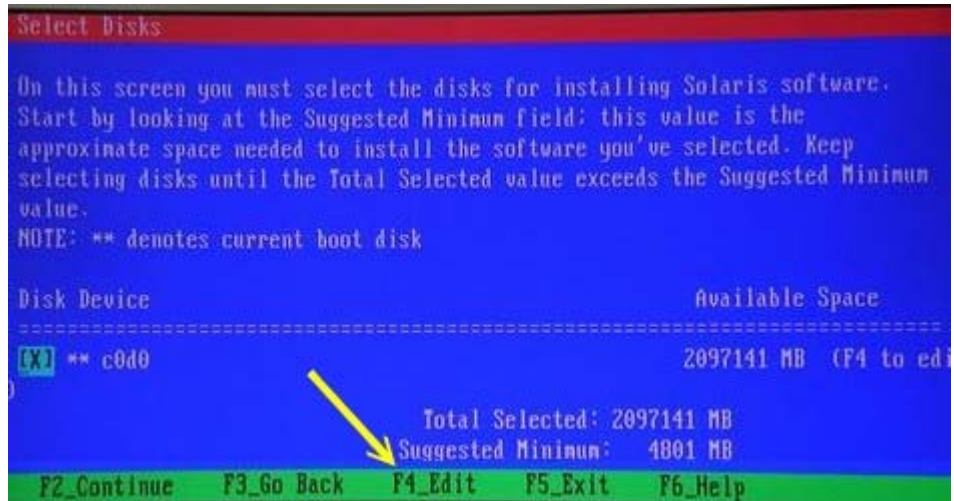 Select Disks
On this screen you must select the disks for installing Solaris software.
Start by looking at the Suggested Minimum field; this value is the
approximate space needed to install the software you've selected. Keep
selecting disks until the Total Selected value exceeds the Suggested Minimum
value.
NOTE: ** denotes current boot disk
Disk Device Available Space
=============================================================================
[X] ** c0d0 2097141 MB (F4 to edi
)
Total Selected: 2097141 MB
Suggested Minimum: 4801 MB
F2_Continue F3_Go Back F4_Edit F5_Exit F6_Help